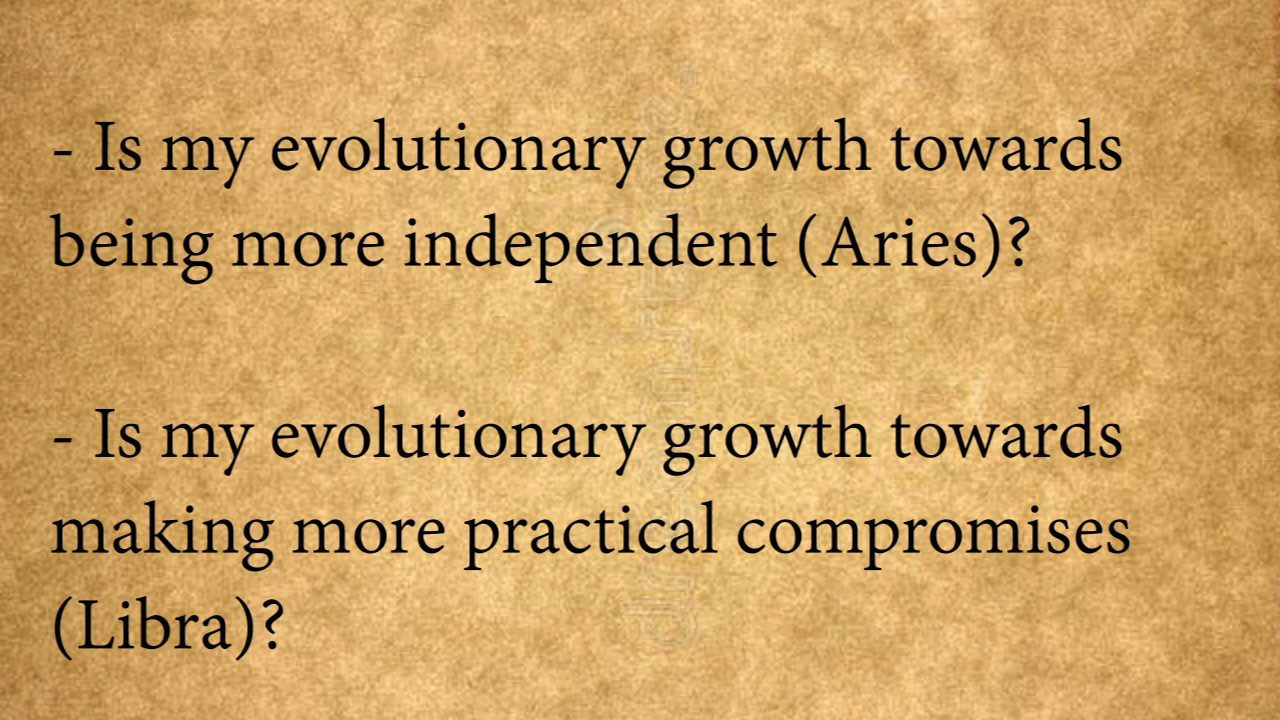 - Is my evolutionary growth towards
being more independent (Aries)?
- Is my evolutionary growth towards
making more practical compromises
(Libra)?